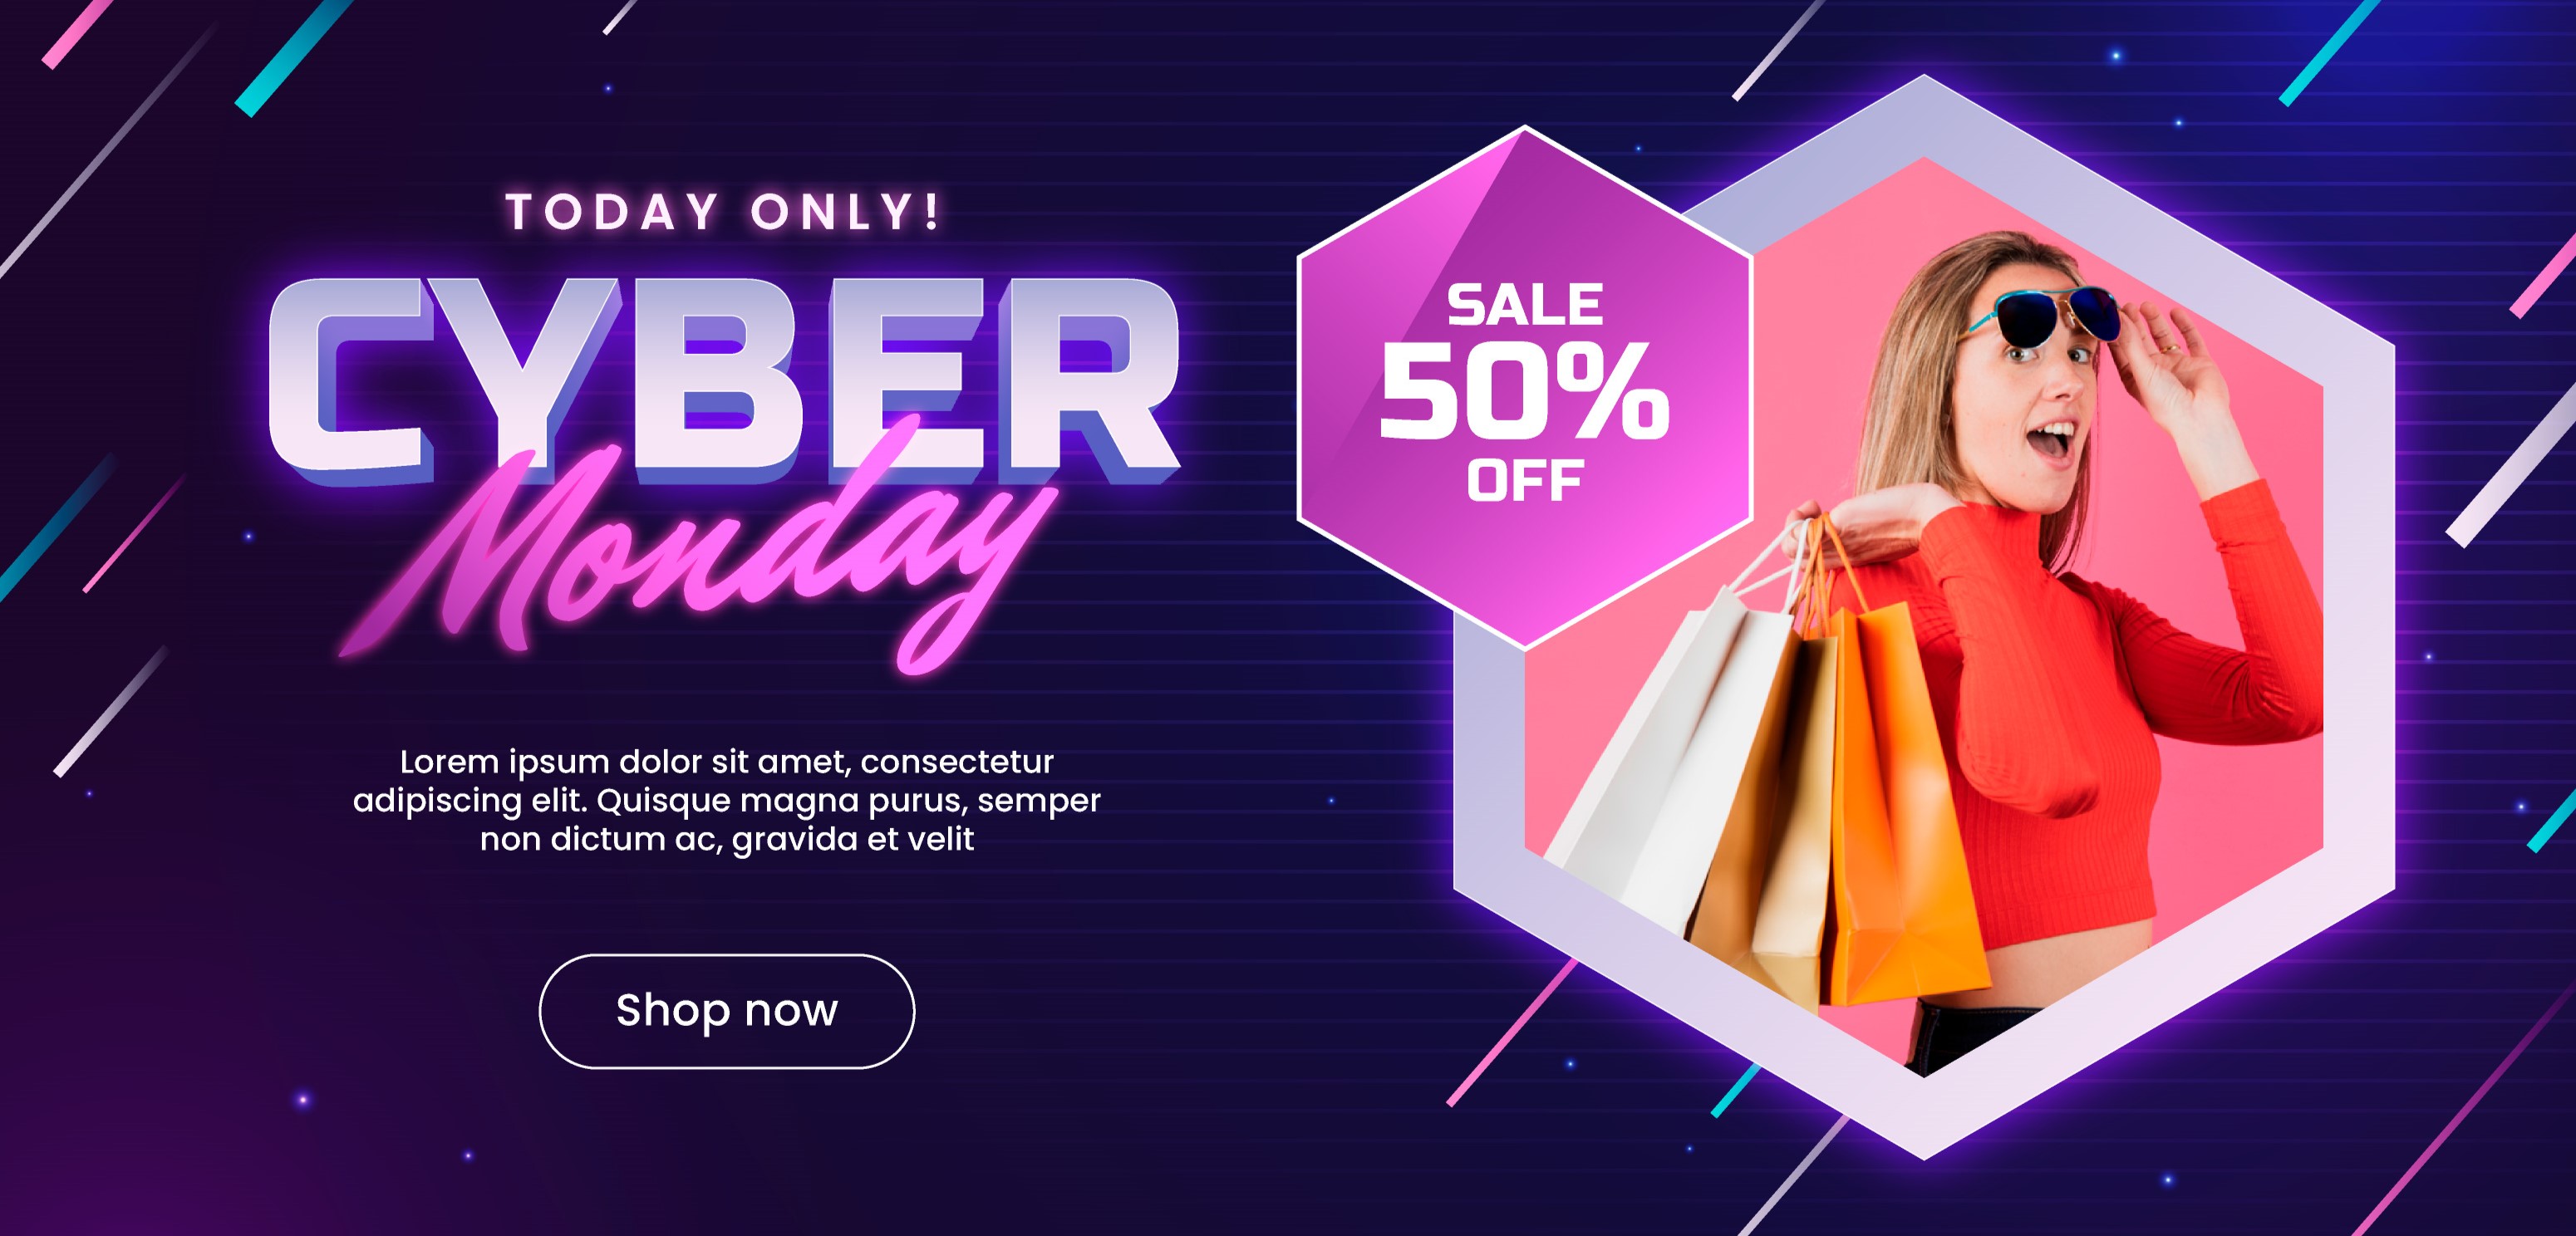 TODAY ONLY!
CYBER
Monday
Lorem ipsum dolor sit amet, consectetur
adipiscing elit. Quisque magna purus, semper
non dictum ac, gravida et velit
Shop now
SALE
50%
OFF